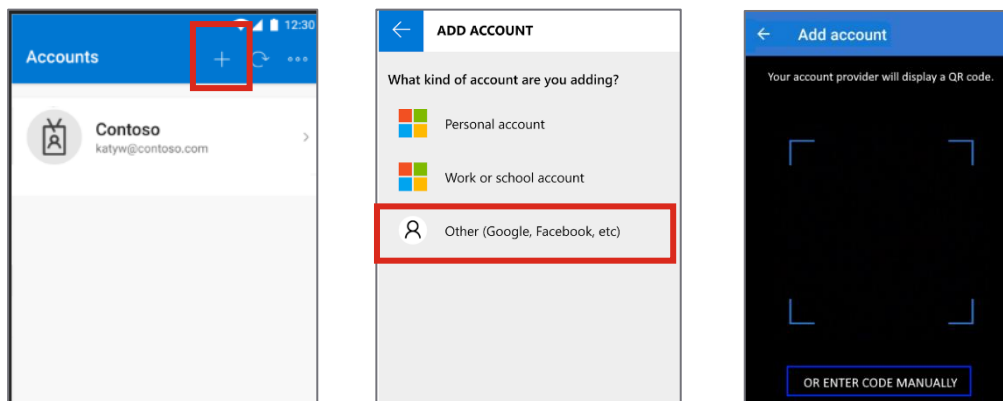 12:30
Accounts
Contoso
katyw@contoso.com
ADD ACCOUNT
What kind of account are you adding?
Personal account
Work or school account
Other (Google, Facebook, etc)
Add account
Your account provider will display a QR code.
OR ENTER CODE MANUALLY